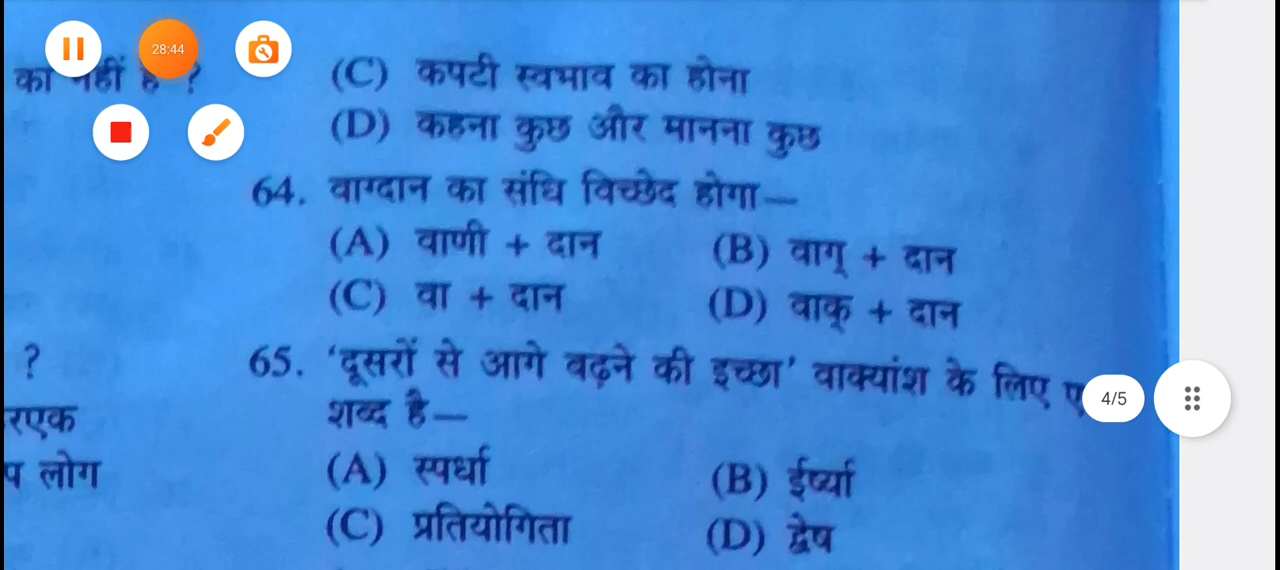 28:44
(C) कपटी स्वभाव का होना
(D) कहना कुछ और मानना कुछ
64. वाग्दान का संधि विच्छेद होगा—
(A) वाणी + दान (B) वाग् + दान
(C) वा + दान (D) वाक् + दान
?
65. 'दूसरों से आगे बढ़ने की इच्छा' वाक्यांश के लिए
4/5
रएक
शब्द है—
प लोग
(A) स्पर्धा (B) ईर्ष्या
(C) प्रतियोगिता (D) द्वेष